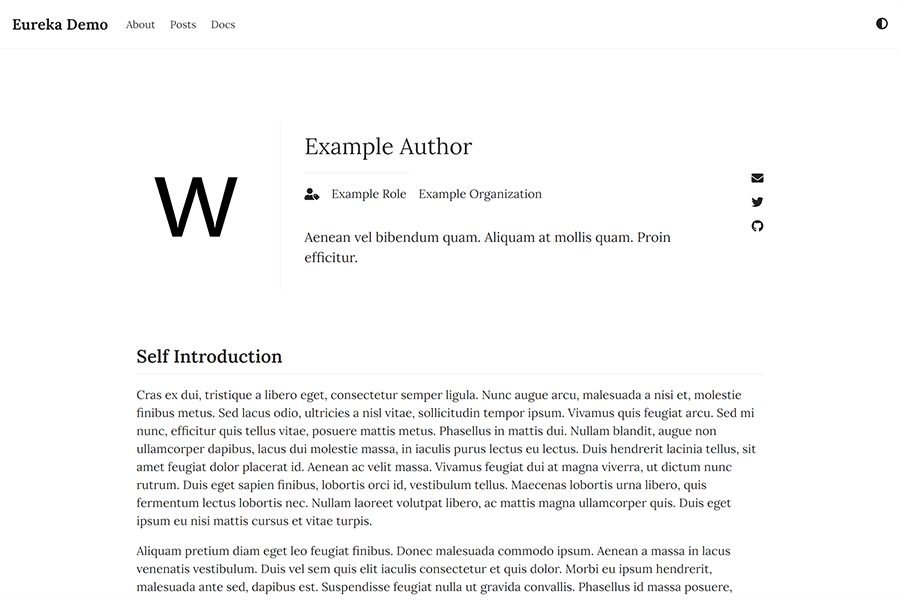 Eureka Demo About Posts Docs
W
Example Author
Example Role Example Organization
Aenean vel bibendum quam. Aliquam at mollis quam. Proin
efficitur.
Self Introduction
Cras ex dui, tristique a libero eget, consectetur semper ligula. Nunc augue arcu, malesuada a nisi et, molestie
finibus metus. Sed lacus odio, ultricies a nisl vitae, sollicitudin tempor ipsum. Vivamus quis feugiat arcu. Sed mi
nunc, efficitur quis tellus vitae, posuere mattis metus. Phasellus in mattis dui. Nullam blandit, augue non
ullamcorper dapibus, lacus dui molestie massa, in iaculis purus lectus eu lectus. Duis hendrerit lacinia tellus, sit
amet feugiat dolor placerat id. Aenean ac velit massa. Vivamus feugiat dui at magna viverra, ut dictum nunc
rutrum. Duis eget sapien finibus, lobortis orci id, vestibulum tellus. Maecenas lobortis urna libero, quis
fermentum lectus lobortis nec. Nullam laoreet volutpat libero, ac mattis magna ullamcorper quis. Duis eget
ipsum eu nisi mattis cursus et vitae turpis.
Aliquam pretium diam eget leo feugiat finibus. Donec malesuada commodo ipsum. Aenean a massa in lacus
venenatis vestibulum. Duis vel sem quis elit iaculis consectetur et quis dolor. Morbi eu ipsum hendrerit,
malesuada ante sed, dapibus est. Suspendisse feugiat nulla ut gravida convallis. Phasellus id massa posuere,